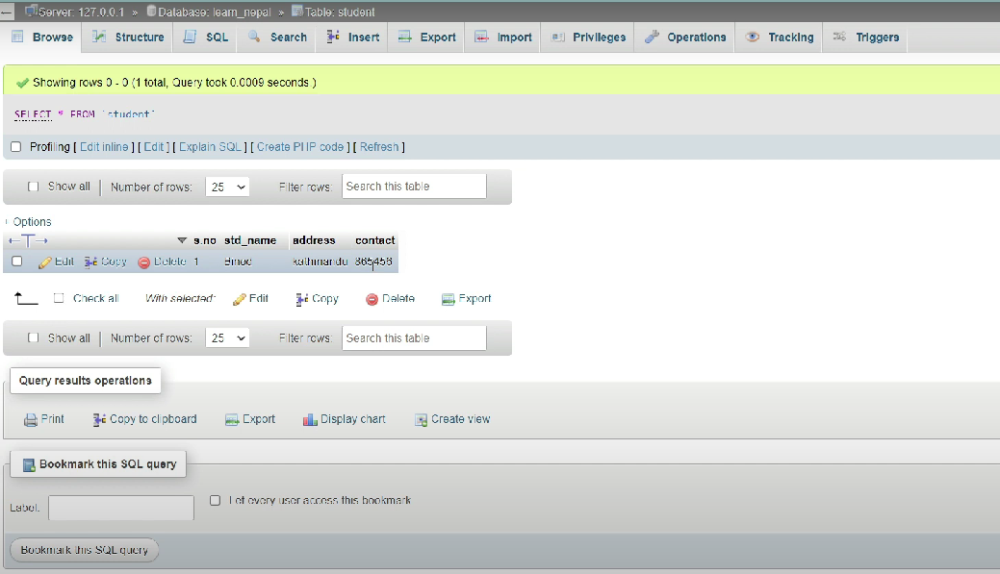 Server: 127.0.0.1 » Database: learn_nepal » Table: student
Browse Structure SQL Search Insert Export Import Privileges Operations Tracking Triggers
Showing rows 0 - 0 (1 total, Query took 0.0009 seconds.)
SELECT * FROM `student`
Profiling [ Edit inline ] [ Edit ] [ Explain SQL ] [ Create PHP code ] [ Refresh ]
Show all | Number of rows: 25 Filter rows: Search this table
+ Options
←T→ s.no std_name address contact
Edit Copy Delete 1 Binod kathmandu 865456
Check all With selected: Edit Copy Delete Export
Show all | Number of rows: 25 Filter rows: Search this table
Query results operations
Print Copy to clipboard Export Display chart Create view
Bookmark this SQL query
Label: Let every user access this bookmark
Bookmark this SQL query